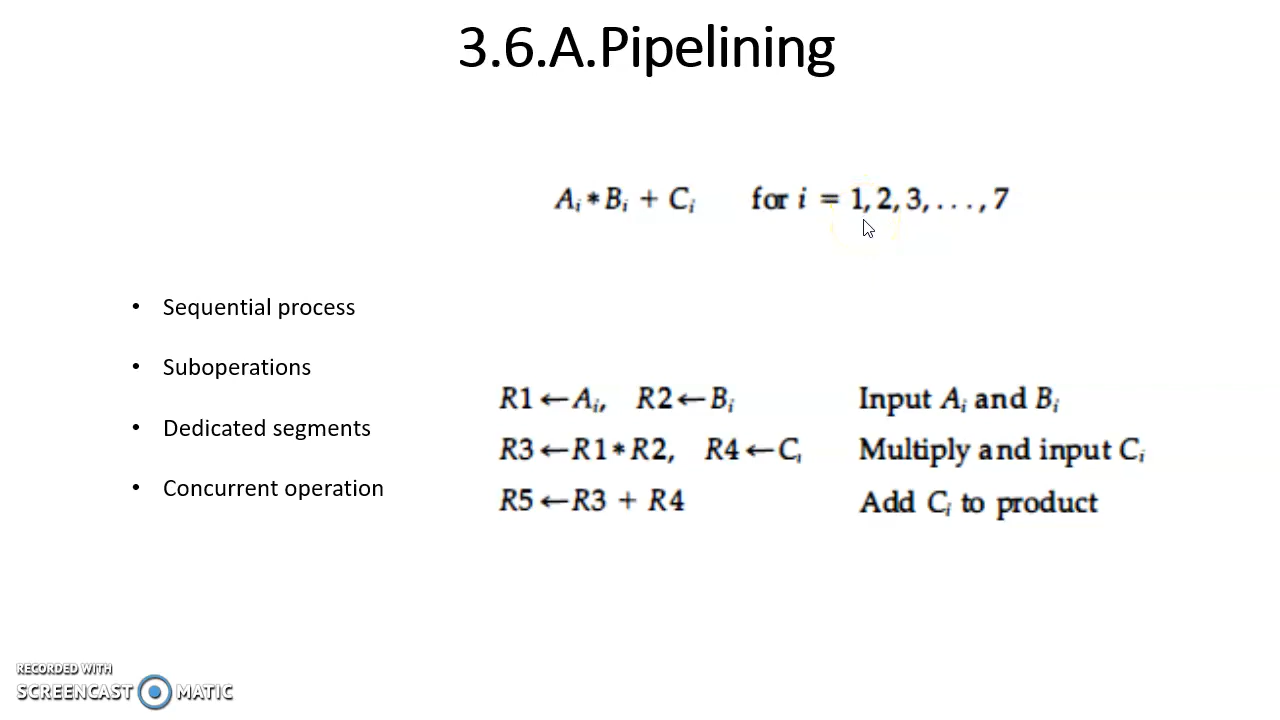 3.6.A.Pipelining
Aᵢ * Bᵢ + Cᵢ for i = 1, 2, 3, . . . , 7
• Sequential process
• Suboperations
• Dedicated segments
• Concurrent operation
R1 ← Aᵢ, R2 ← Bᵢ Input Aᵢ and Bᵢ
R3 ← R1 * R2, R4 ← Cᵢ Multiply and input Cᵢ
R5 ← R3 + R4 Add Cᵢ to product
RECORDED WITH
SCREENCAST MATIC